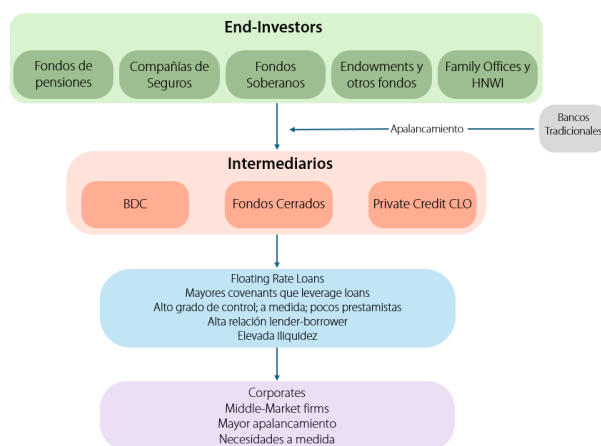 End-Investors
Fondos de
pensiones
Compañías de
Seguros
Fondos
Soberanos
Endowments y
otros fondos
Family Offices y
HNWI
Apalancamiento
Bancos
Tradicionales
Intermediarios
BDC
Fondos Cerrados
Private Credit CLO
Floating Rate Loans
Mayores covenants que leverage loans
Alto grado de control; a medida; pocos prestamistas
Alta relación lender-borrower
Elevada iliquidez
Corporates
Middle-Market firms
Mayor apalancamiento
Necesidades a medida